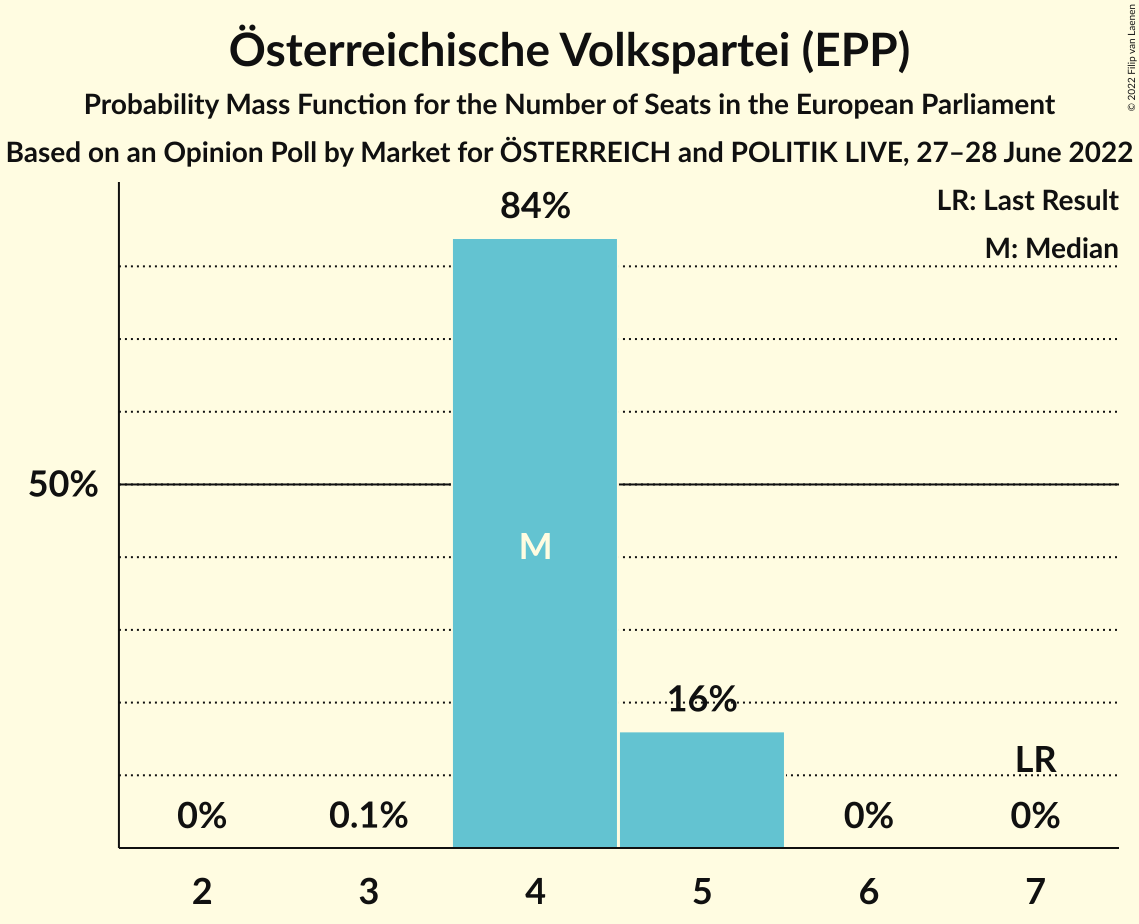 Österreichische Volkspartei (EPP)
Probability Mass Function for the Number of Seats in the European Parliament
Based on an Opinion Poll by Market for ÖSTERREICH and POLITIK LIVE, 27–28 June 2022
© 2022 Filip van Laenen
LR: Last Result
M: Median
84%
50%
M
16%
LR
0%
0.1%
0%
0%
2
3
4
5
6
7